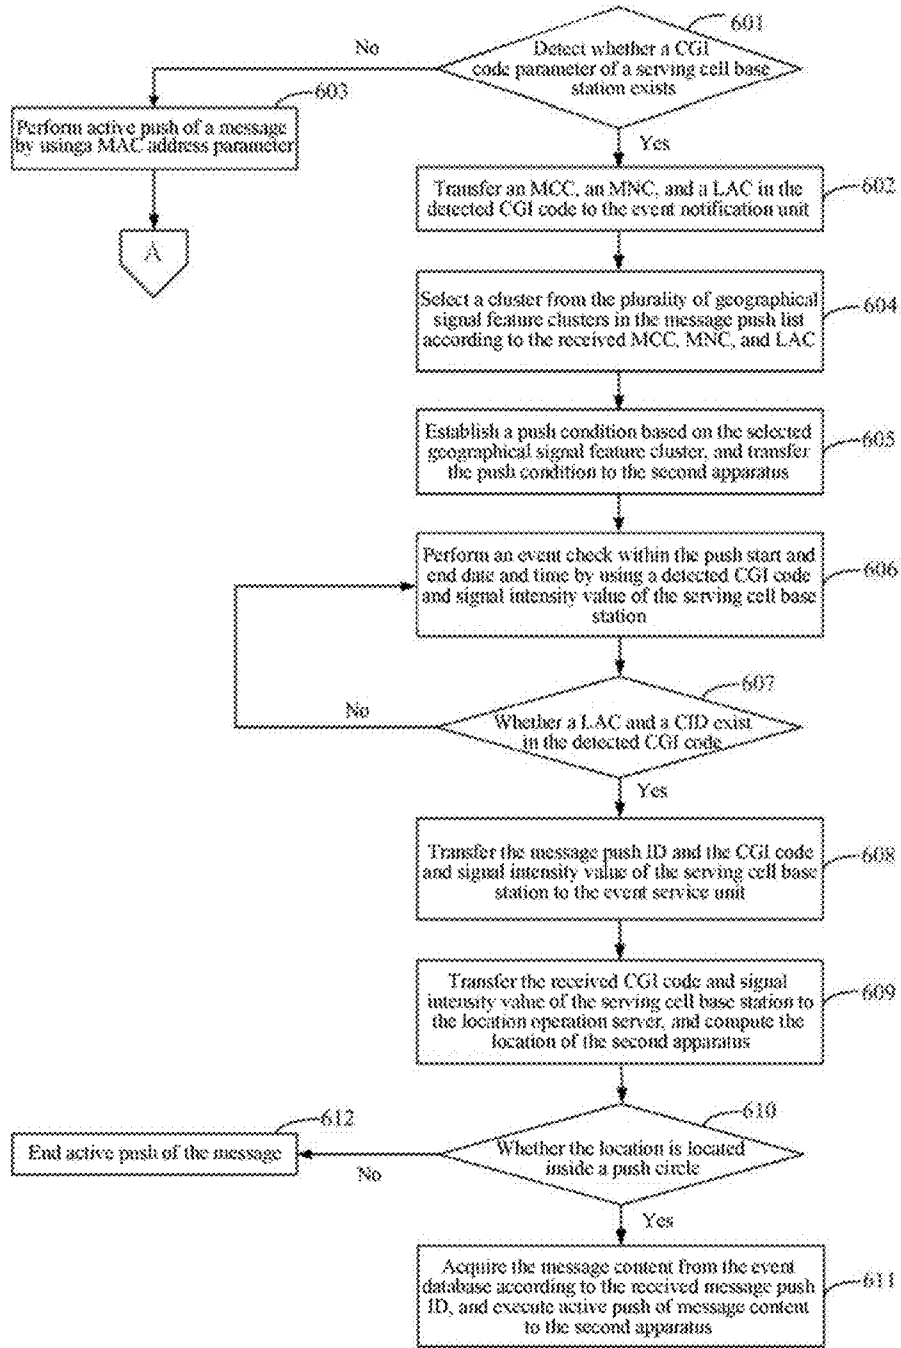 601
Detect whether a CGI
code parameter of a serving cell base
station exists
No
603
Perform active push of a message
by usinga MAC address parameter
A
Yes
Transfer an MCC, an MNC, and a LAC in the
detected CGI code to the event notification unit
602
Select a cluster from the plurality of geographical
signal feature clusters in the message push list
according to the received MCC, MNC, and LAC
604
Establish a push condition based on the selected
geographical signal feature cluster, and transfer
the push condition to the second apparatus
605
Perform an event check within the push start and
end date and time by using a detected CGI code
and signal intensity value of the serving cell base
station
606
607
Whether a LAC and a CID exist
in the detected CGI code
No
Yes
Transfer the message push ID and the CGI code
and signal intensity value of the serving cell base
station to the event service unit
608
Transfer the received CGI code and signal
intensity value of the serving cell base station to
the location operation server, and compute the
location of the second apparatus
609
610
Whether the location is located
inside a push circle
No
612
End active push of the message
Yes
Acquire the message content from the event
database according to the received message push
ID, and execute active push of message content
to the second apparatus
611